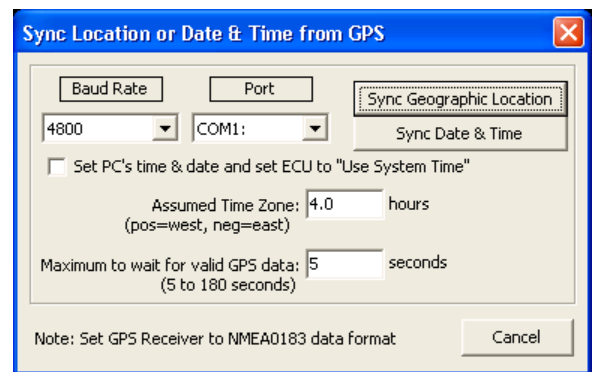 Sync Location or Date & Time from GPS
Baud Rate
Port
Sync Geographic Location
4800
COM1:
Sync Date & Time
Set PC's time & date and set ECU to "Use System Time"
Assumed Time Zone: 4.0 hours
(pos=west, neg=east)
Maximum to wait for valid GPS data: 5 seconds
(5 to 180 seconds)
Note: Set GPS Receiver to NMEA0183 data format
Cancel